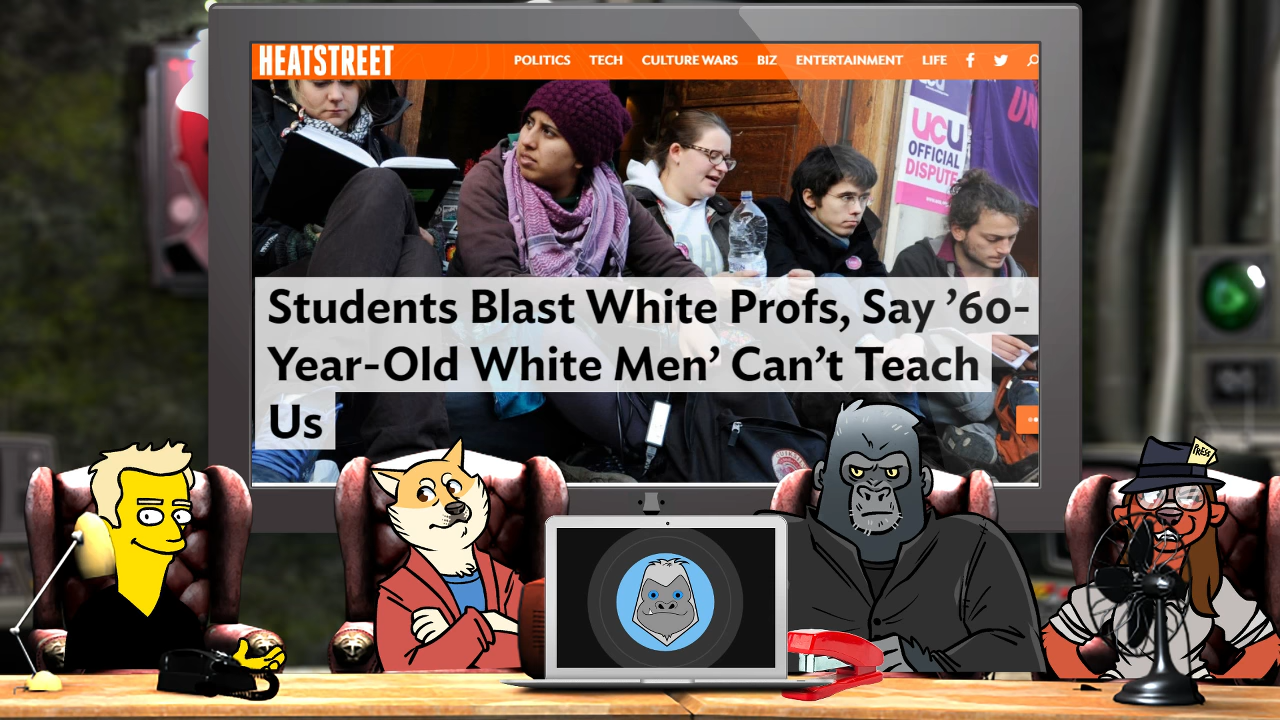 HEATSTREET
POLITICS TECH CULTURE WARS BIZ ENTERTAINMENT LIFE
UCU
OFFICIAL
DISPUTE
UN
Students Blast White Profs, Say ’60-
Year-Old White Men’ Can’t Teach
Us
PRESS